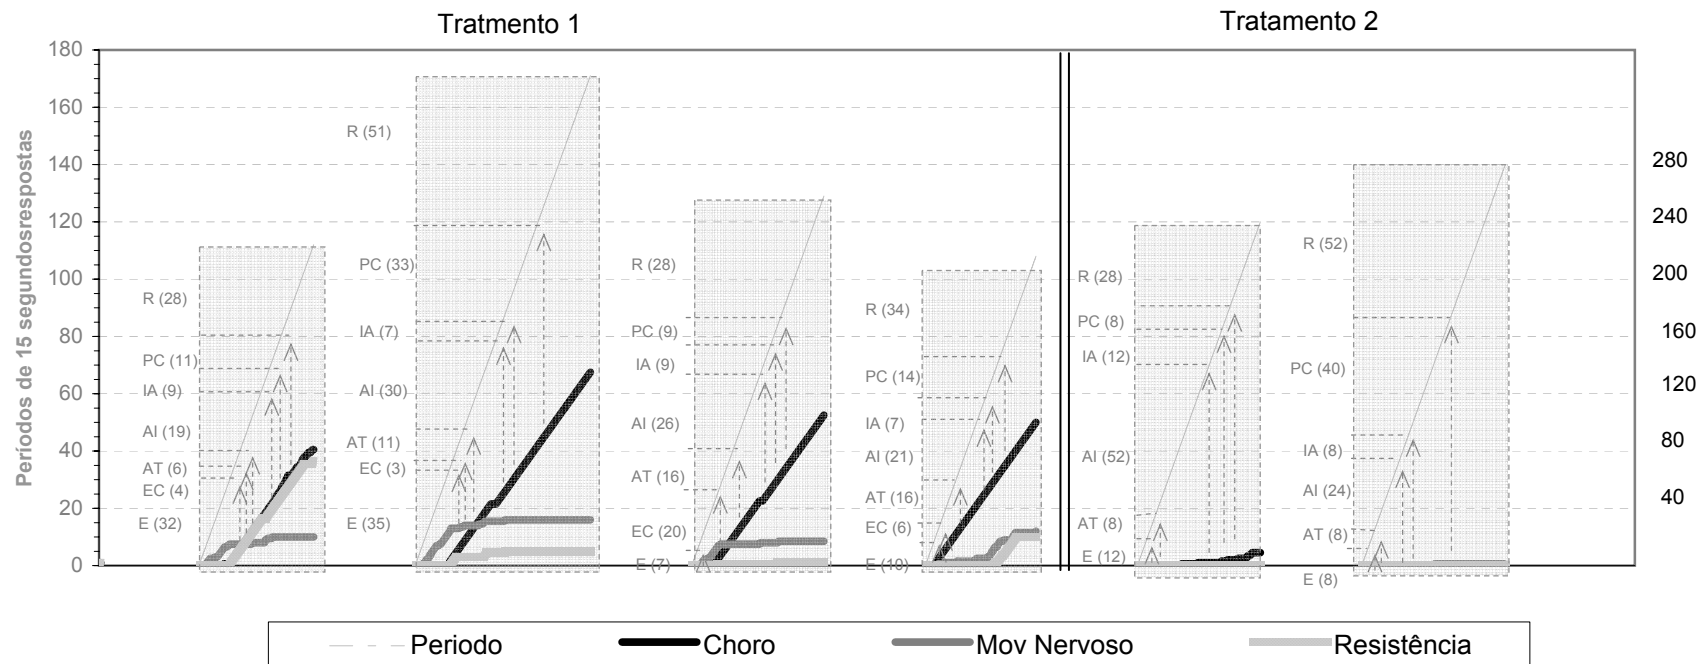 Tratmento 1
Tratamento 2
Períodos de 15 segundosrespostas
180
160
140
120
100
80
60
40
20
0
R (28)
PC (11)
IA (9)
AI (19)
AT (6)
EC (4)
E (32)
R (51)
PC (33)
IA (7)
AI (30)
AT (11)
EC (3)
E (35)
R (28)
PC (9)
IA (9)
AI (26)
AT (16)
EC (20)
E (7)
R (34)
PC (14)
IA (7)
AI (21)
AT (16)
EC (6)
R (28)
PC (8)
IA (12)
AI (52)
AT (8)
E (12)
R (52)
PC (40)
IA (8)
AI (24)
AT (8)
E (8)
280
240
200
160
120
80
40
Periodo
Choro
Mov Nervoso
Resistência